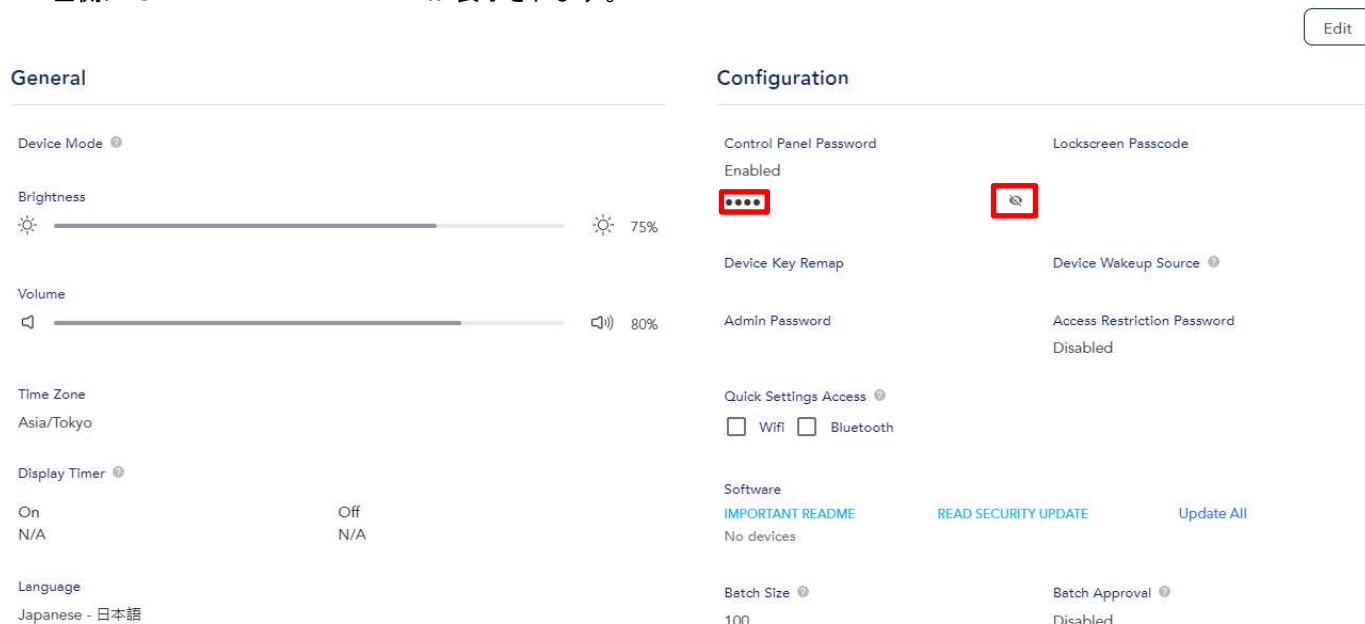 Edit
General
Configuration
Device Mode
Control Panel Password
Lockscreen Passcode
Enabled
Brightness
••••
75%
Device Key Remap
Device Wakeup Source
Volume
80%
Admin Password
Access Restriction Password
Disabled
Time Zone
Quick Settings Access
Asia/Tokyo
Wifi Bluetooth
Display Timer
Software
On Off
IMPORTANT README READ SECURITY UPDATE Update All
N/A N/A
No devices
Language
Batch Size
Batch Approval
Japanese - 日本語
100
Disabled